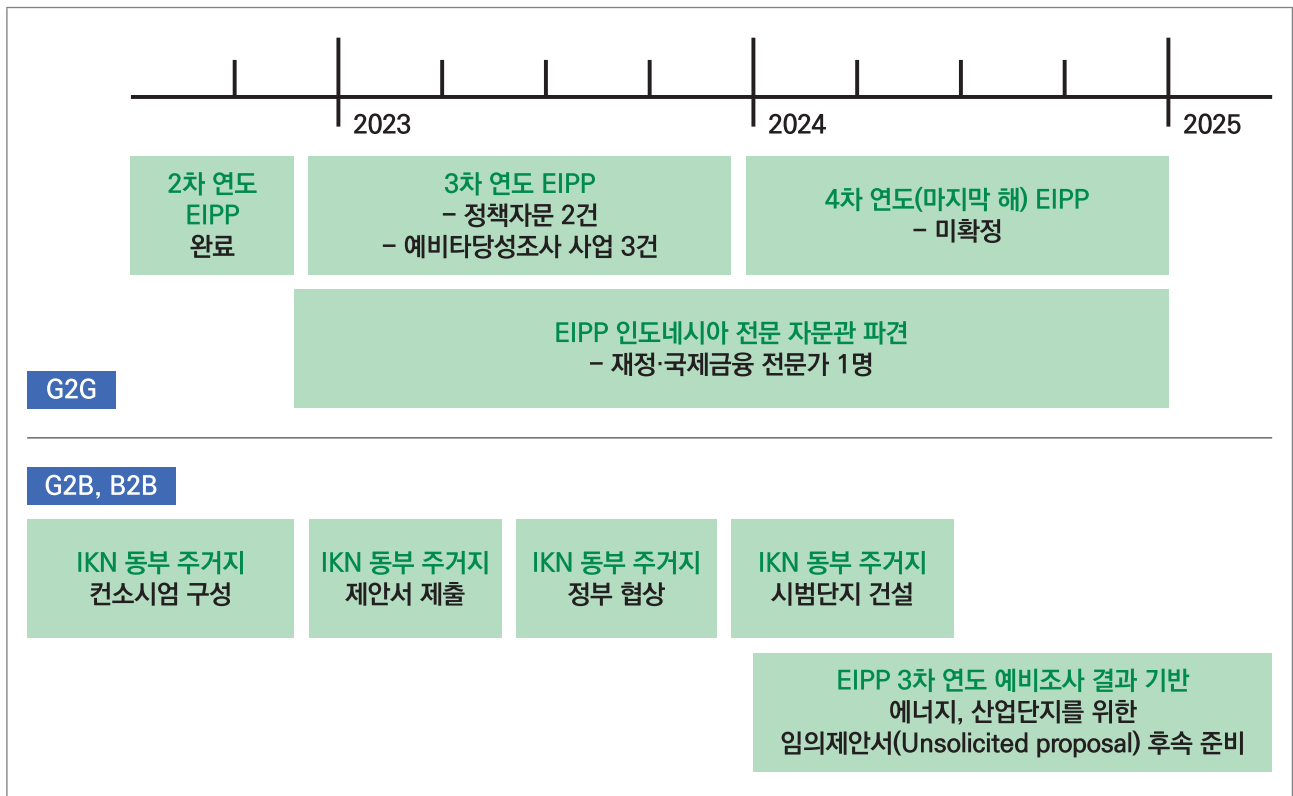 2023
2024
2025
2차 연도
EIPP
완료
3차 연도 EIPP
– 정책자문 2건
– 예비타당성조사 사업 3건
4차 연도(마지막 해) EIPP
– 미확정
EIPP 인도네시아 전문 자문관 파견
– 재정·국제금융 전문가 1명
G2G
G2B, B2B
IKN 동부 주거지
컨소시엄 구성
IKN 동부 주거지
제안서 제출
IKN 동부 주거지
정부 협상
IKN 동부 주거지
시범단지 건설
EIPP 3차 연도 예비조사 결과 기반
에너지, 산업단지를 위한
임의제안서(Unsolicited proposal) 후속 준비